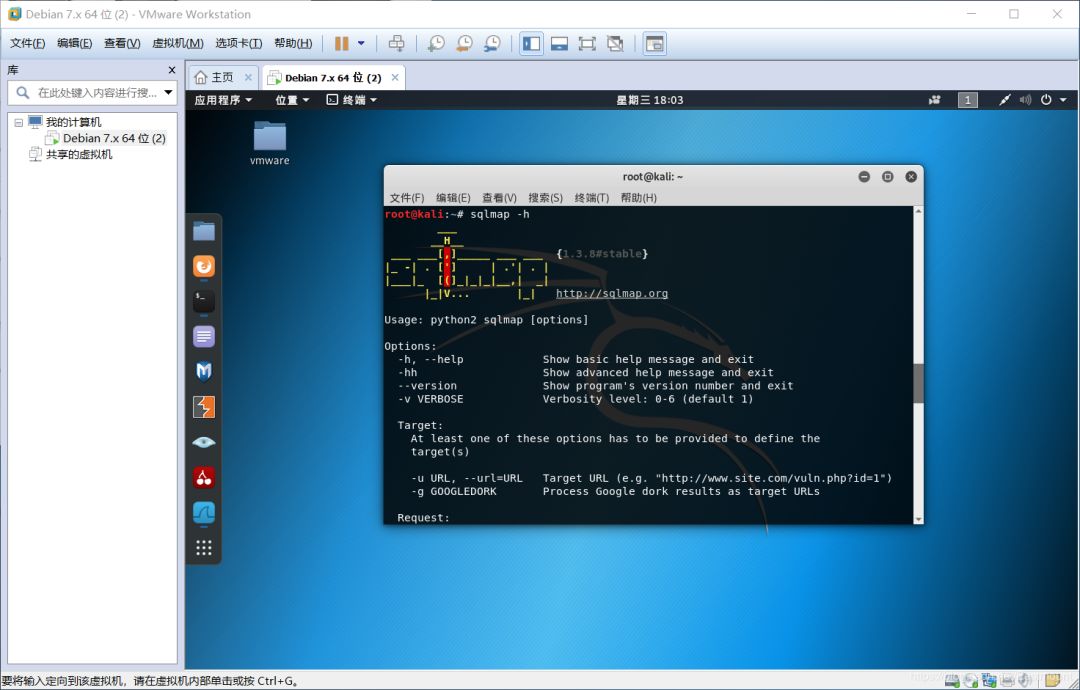 Debian 7.x 64 位 (2) - VMware Workstation
文件(F) 编辑(E) 查看(V) 虚拟机(M) 选项卡(T) 帮助(H)
库
在此处键入内容进行搜...
我的计算机
Debian 7.x 64 位 (2)
共享的虚拟机
主页 Debian 7.x 64 位 (2)
应用程序 位置 终端 星期三 18:03 1
vmware
root@kali: ~
文件(F) 编辑(E) 查看(V) 搜索(S) 终端(T) 帮助(H)
root@kali:~# sqlmap -h
{1.3.8#stable}
http://sqlmap.org
Usage: python2 sqlmap [options]
Options:
-h, --help Show basic help message and exit
-hh Show advanced help message and exit
--version Show program's version number and exit
-v VERBOSE Verbosity level: 0-6 (default 1)
Target:
At least one of these options has to be provided to define the
target(s)
-u URL, --url=URL Target URL (e.g. "http://www.site.com/vuln.php?id=1")
-g GOOGLEDORK Process Google dork results as target URLs
Request:
要将输入定向到该虚拟机，请在虚拟机内部单击或按 Ctrl+G。